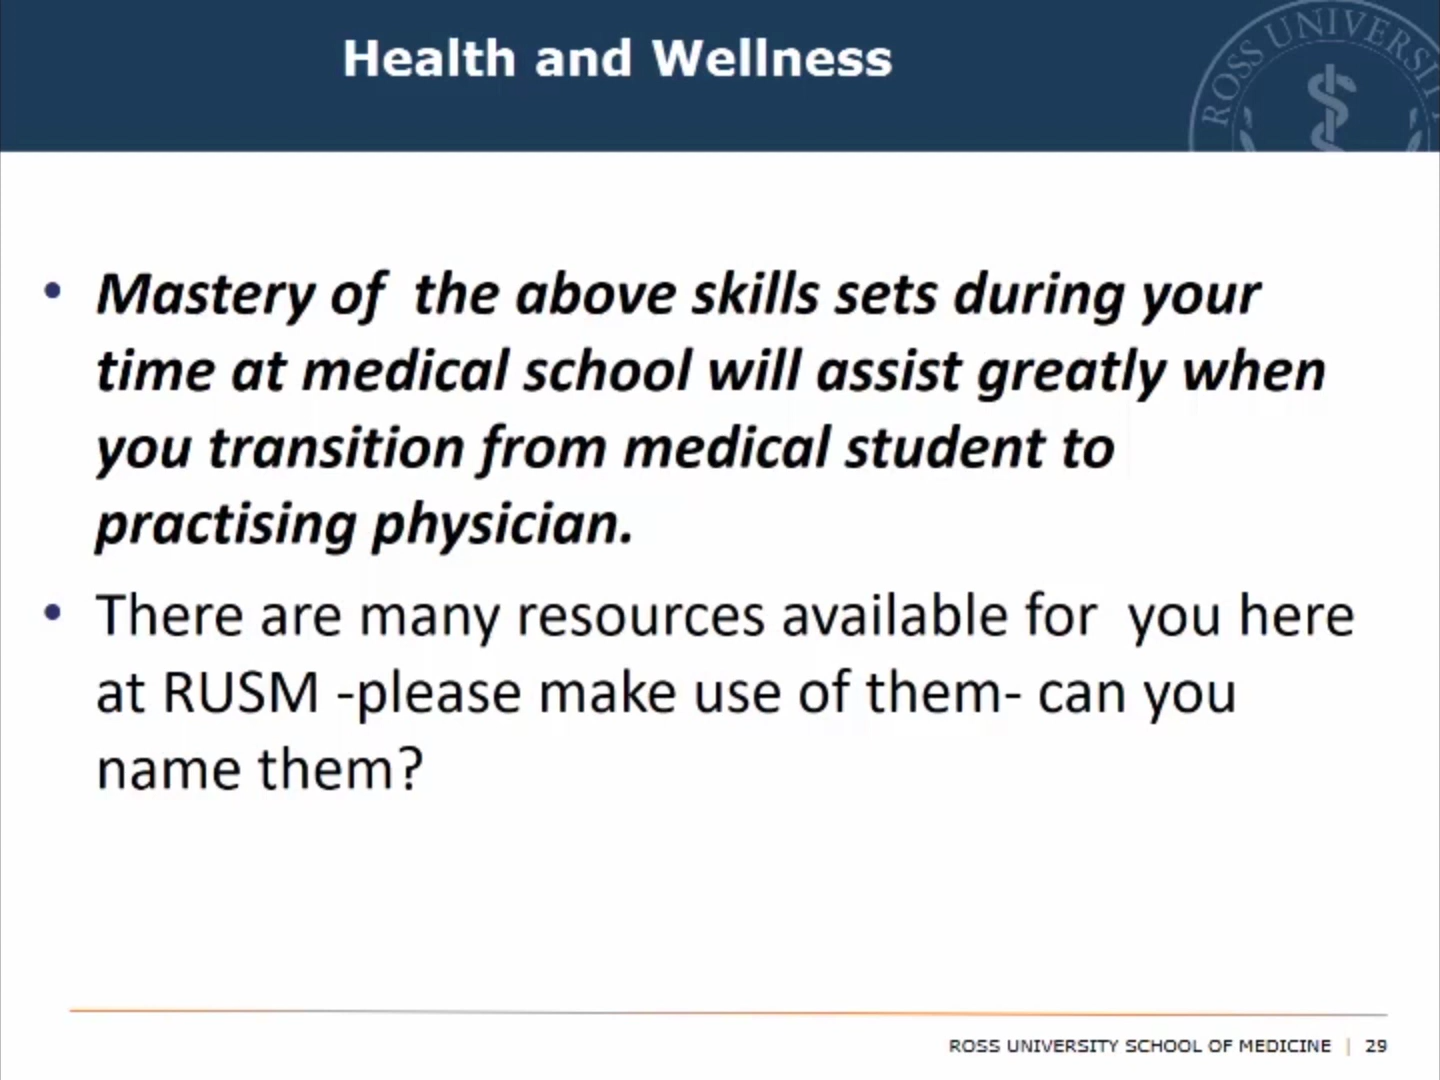 Health and Wellness
ROSS UNIVERSITY
• Mastery of the above skills sets during your
time at medical school will assist greatly when
you transition from medical student to
practising physician.
• There are many resources available for you here
at RUSM -please make use of them- can you
name them?
ROSS UNIVERSITY SCHOOL OF MEDICINE | 29